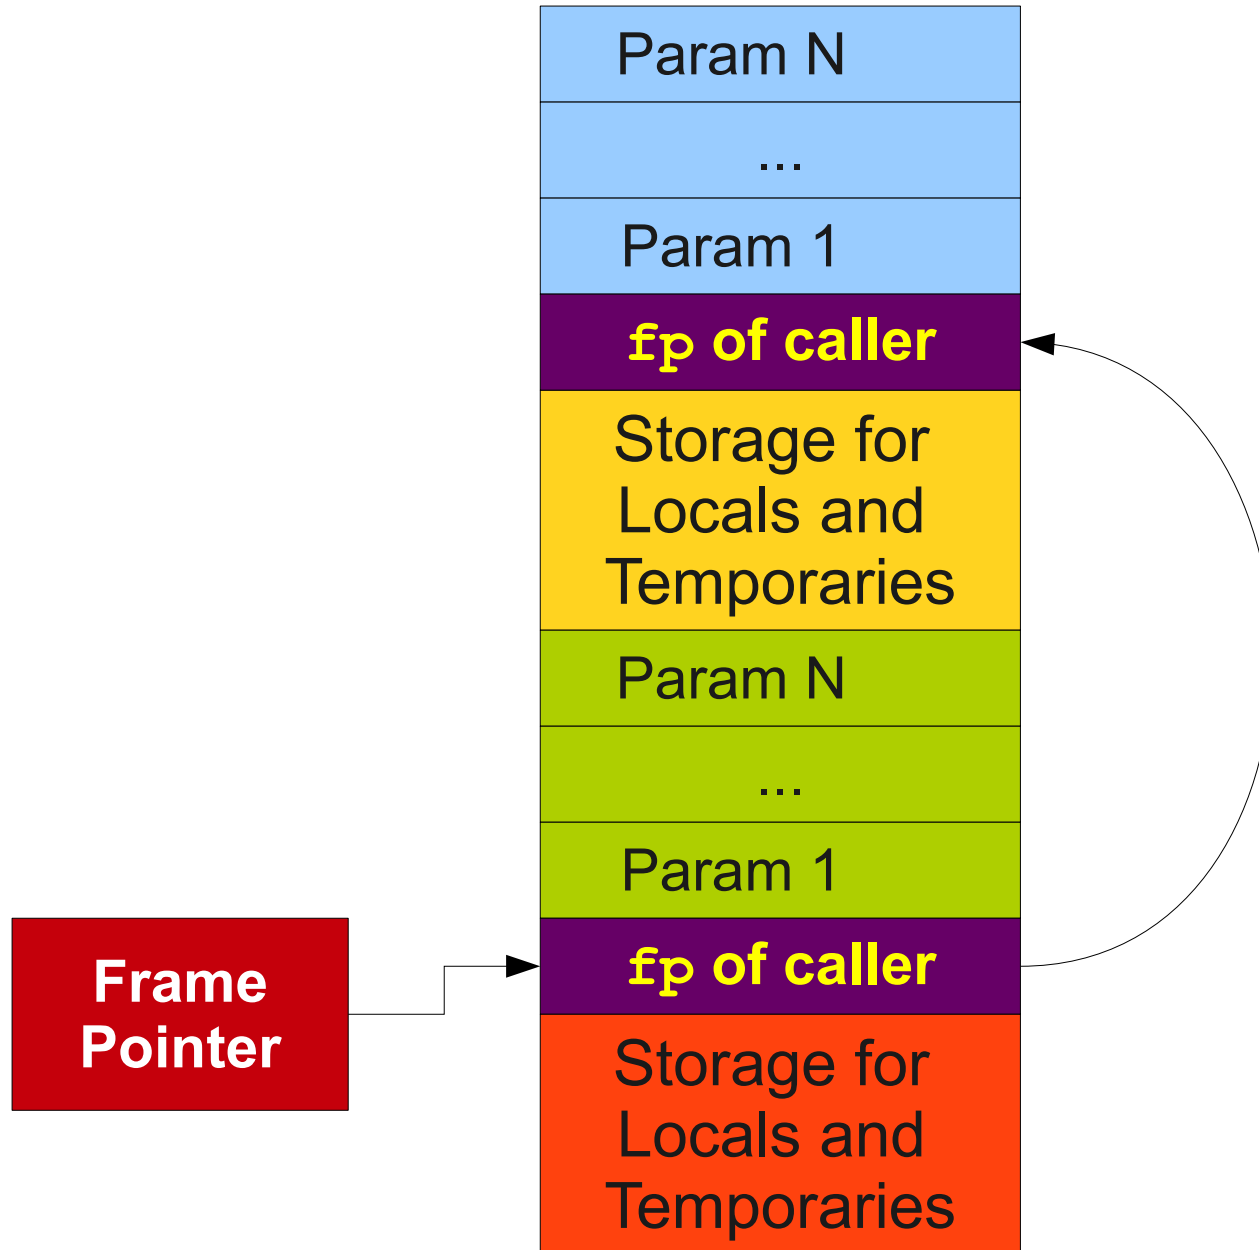 Param N
...
Param 1
fp of caller
Storage for
Locals and
Temporaries
Param N
...
Param 1
Frame
Pointer
fp of caller
Storage for
Locals and
Temporaries